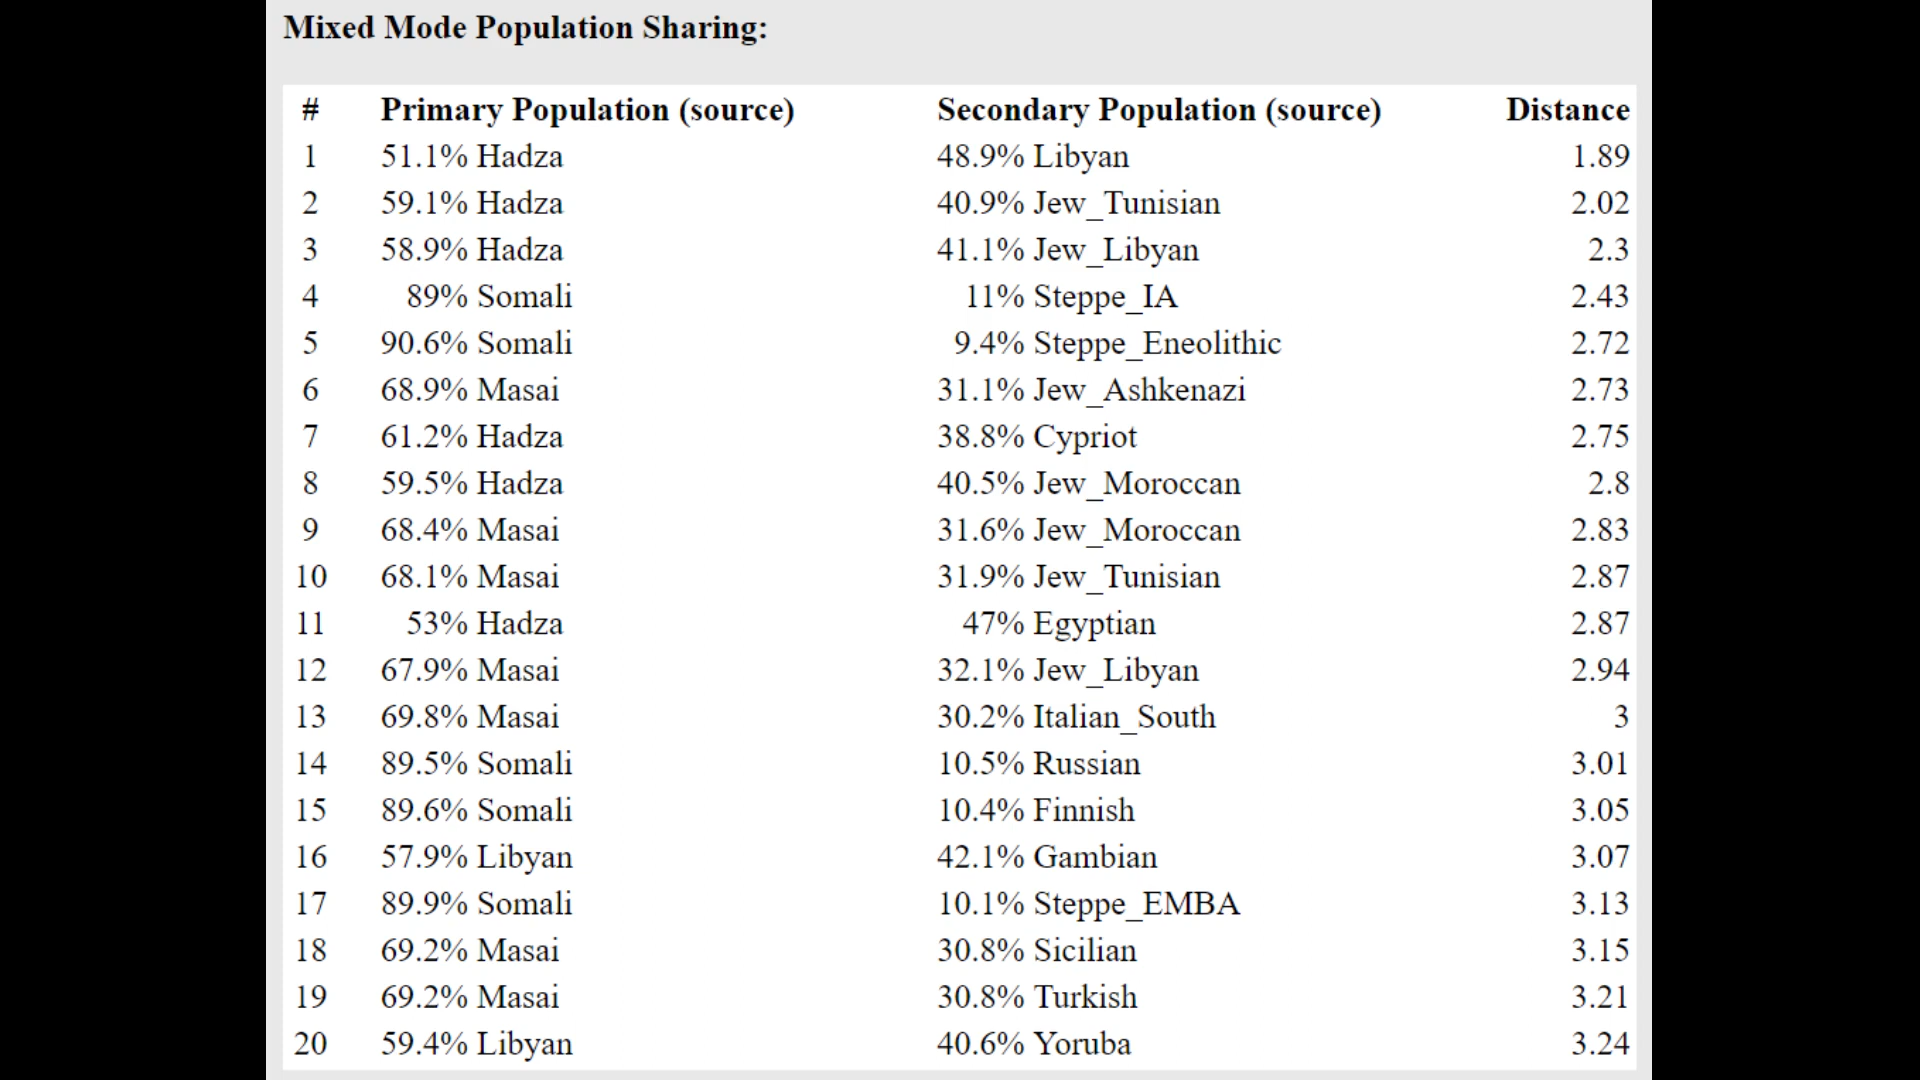 Mixed Mode Population Sharing:
# Primary Population (source) Secondary Population (source) Distance
1 51.1% Hadza 48.9% Libyan 1.89
2 59.1% Hadza 40.9% Jew_Tunisian 2.02
3 58.9% Hadza 41.1% Jew_Libyan 2.3
4 89% Somali 11% Steppe_IA 2.43
5 90.6% Somali 9.4% Steppe_Eneolithic 2.72
6 68.9% Masai 31.1% Jew_Ashkenazi 2.73
7 61.2% Hadza 38.8% Cypriot 2.75
8 59.5% Hadza 40.5% Jew_Moroccan 2.8
9 68.4% Masai 31.6% Jew_Moroccan 2.83
10 68.1% Masai 31.9% Jew_Tunisian 2.87
11 53% Hadza 47% Egyptian 2.87
12 67.9% Masai 32.1% Jew_Libyan 2.94
13 69.8% Masai 30.2% Italian_South 3
14 89.5% Somali 10.5% Russian 3.01
15 89.6% Somali 10.4% Finnish 3.05
16 57.9% Libyan 42.1% Gambian 3.07
17 89.9% Somali 10.1% Steppe_EMBA 3.13
18 69.2% Masai 30.8% Sicilian 3.15
19 69.2% Masai 30.8% Turkish 3.21
20 59.4% Libyan 40.6% Yoruba 3.24